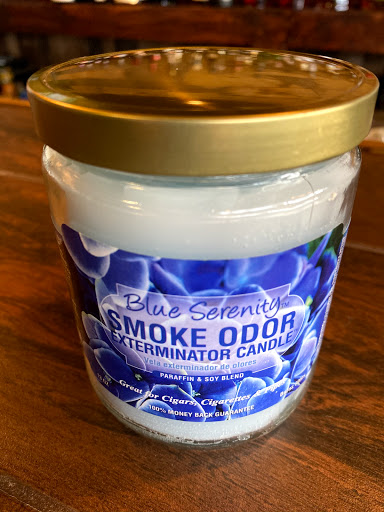 Blue Serenity TM
SMOKE ODOR
EXTERMINATOR CANDLE
vela exterminador de olores
PARAFFIN & SOY BLEND
Great for Cigars, Cigarettes,
100% MONEY BACK GUARANTEE